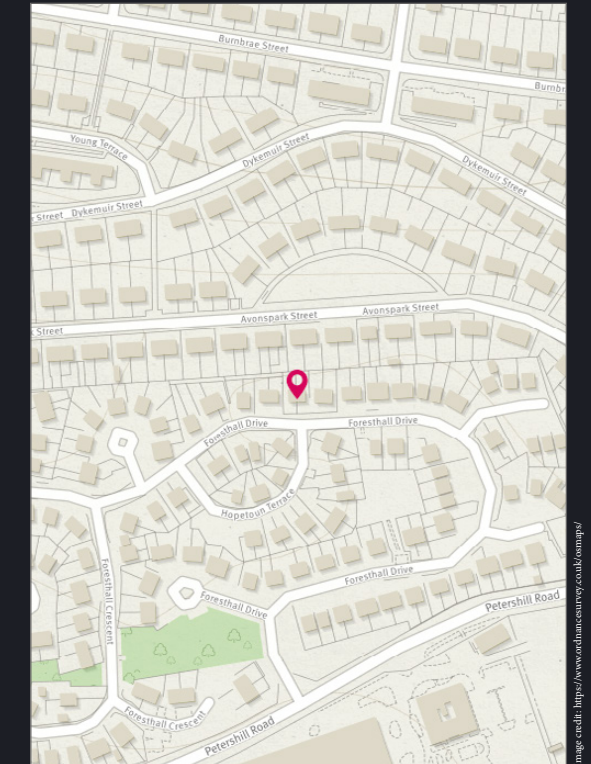 Burnbrae Street
Burnbr
Young Terrace
Dykemuir Street
Dykemuir Street
s Street
Dykemuir Street
Avonspark Street
Avonspark Street
Street
Foresthall Drive
Foresthall Drive
Hopetoun Terrace
Foresthall Crescent
Foresthall Drive
Foresthall Drive
Petershill Road
Foresthall Crescent
Petershill Road
mage credit: https://www.ordnancesurvey.co.uk/osmaps/